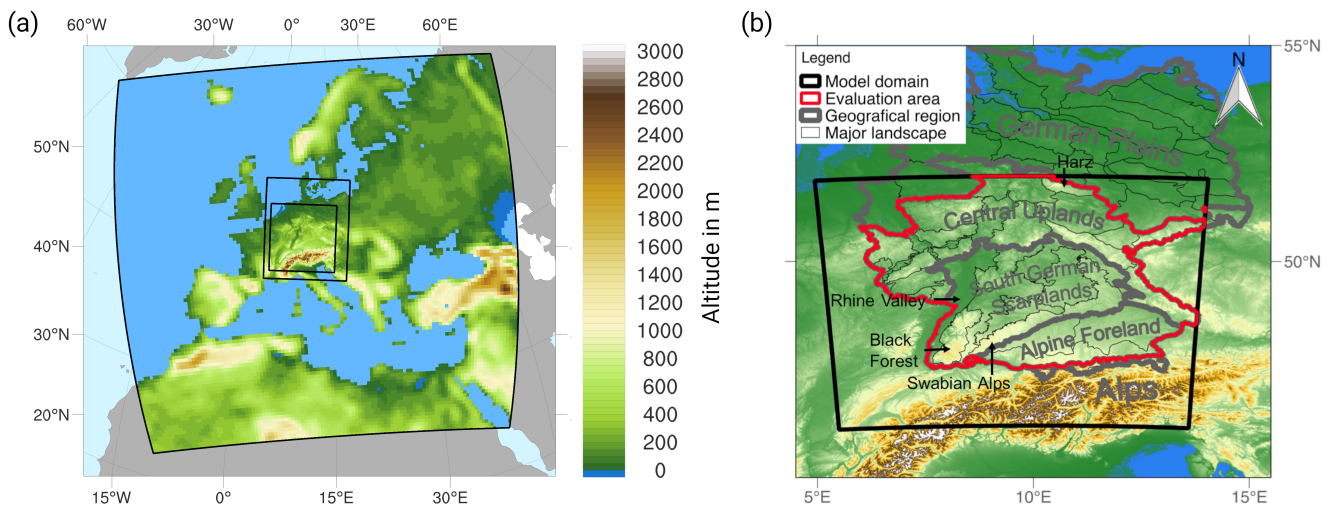 (a)
60°W 30°W 0° 30°E 60°E
50°N
40°N
30°N
20°N
15°W 0° 15°E 30°E
3000
2800
2600
2400
2200
2000
1800
1600
1400
1200
1000
800
600
400
200
0
Altitude in m
(b)
55°N
50°N
5°E 10°E 15°E
Legend
Model domain
Evaluation area
Geografical region
Major landscape
N
German Plains
Harz
Central Uplands
South German
Scarplands
Rhine Valley
Alpine Foreland
Black
Forest
Swabian Alps
Alps